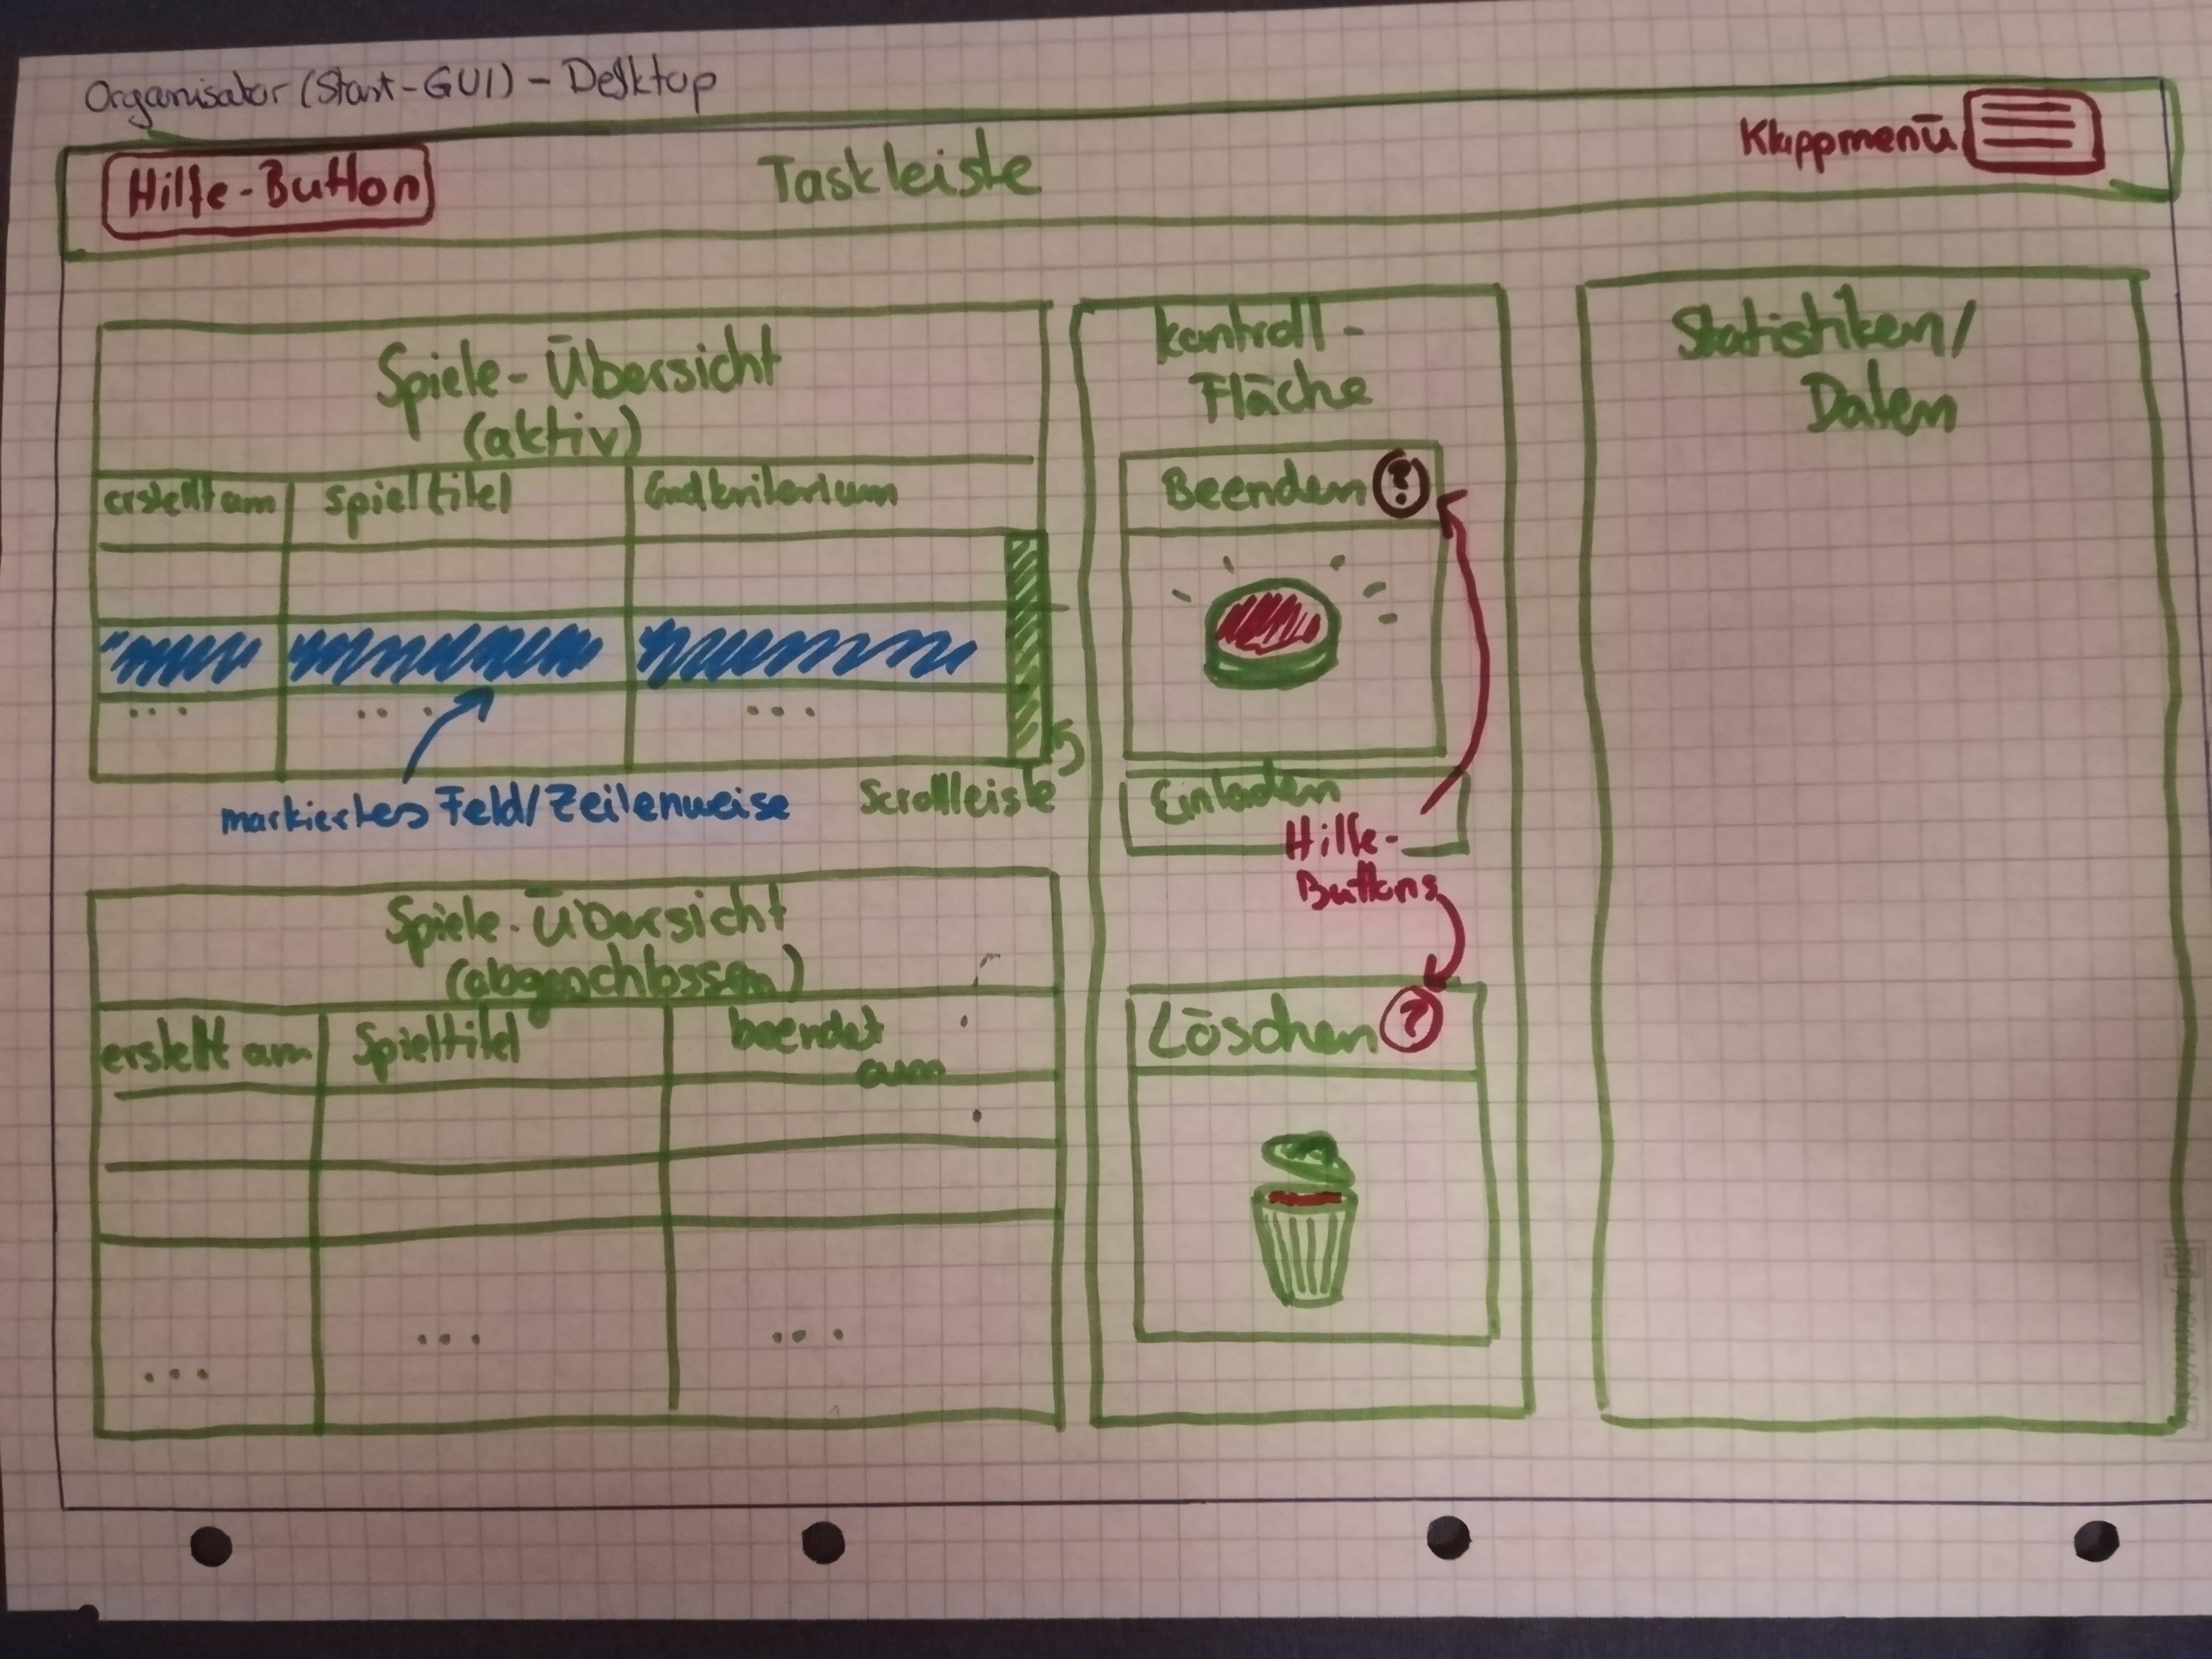 Organisator (Start-GUI) - Desktop
Hilfe-Button
Taskleiste
Klappmenü
Spiele-Übersicht
(aktiv)
erstellt am
Spieltitel
Endkriterium
...
...
...
markiertes Feld/Zeilenweise
Scrollleiste
Spiele-Übersicht
(abgeschlossen)
erstellt am
Spieltitel
beendet
am
...
...
...
Kontroll-
Fläche
Beenden ?
Einladen
Hilfe-
Buttons
Löschen ?
Statistiken/
Daten